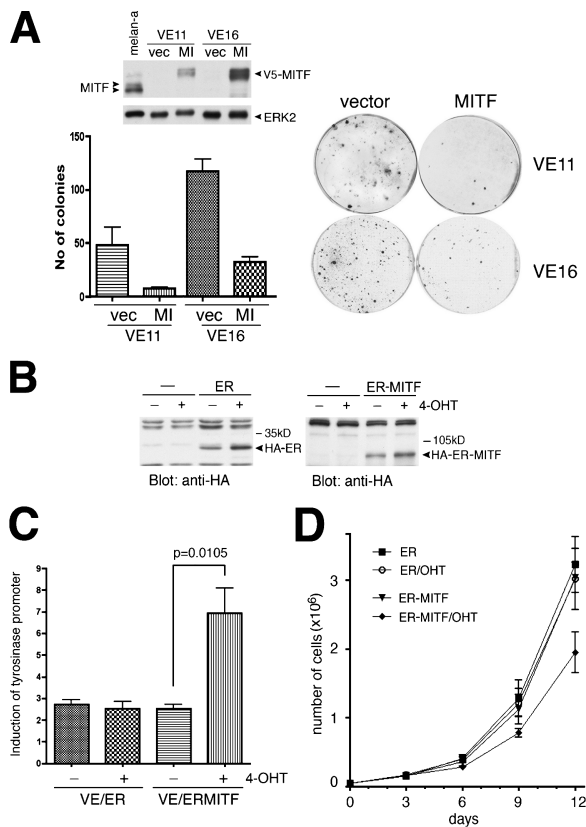 A
melan-a
VE11 VE16
vec MI vec MI
MITF
V5-MITF
ERK2
No of colonies
150
100
50
0
vec MI vec MI
VE11 VE16
vector MITF
VE11
VE16
B
— ER
– + – +
35kD
HA-ER
Blot: anti-HA
— ER-MITF
– + – + 4-OHT
105kD
HA-ER-MITF
Blot: anti-HA
C
p=0.0105
Induction of tyrosinase promoter
9
8
7
6
5
4
3
2
1
0
– + – + 4-OHT
VE/ER VE/ERMITF
D
ER
ER/OHT
ER-MITF
ER-MITF/OHT
number of cells (x10⁶)
3
2
1
0
0 3 6 9 12
days